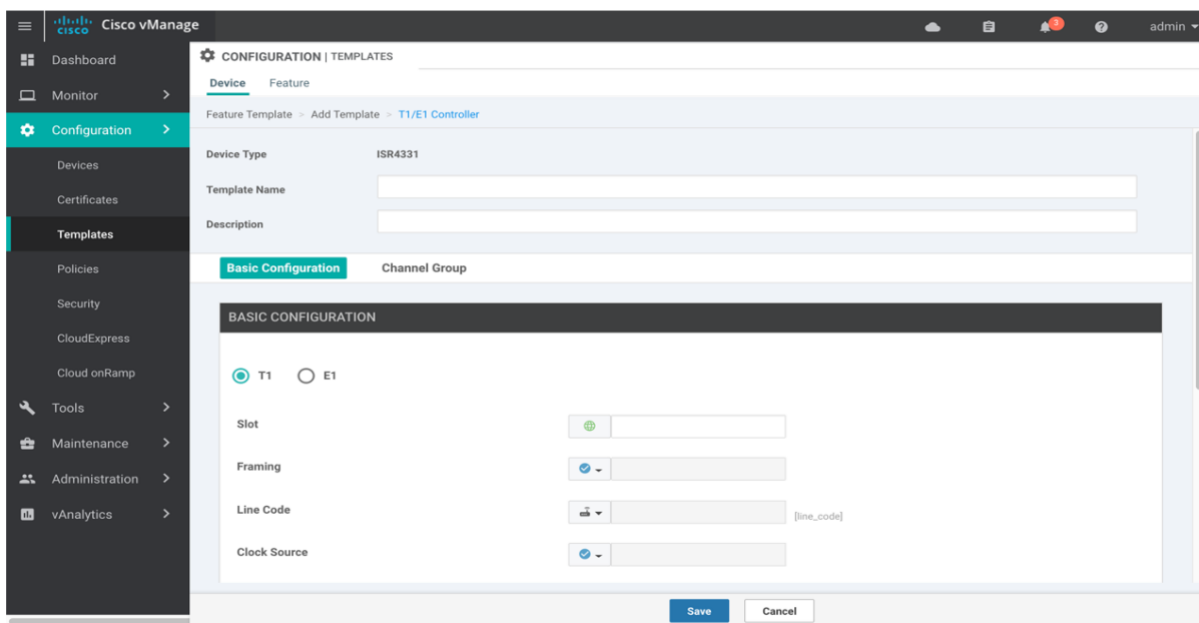 cisco Cisco vManage
3
admin
Dashboard
Monitor
Configuration
Devices
Certificates
Templates
Policies
Security
CloudExpress
Cloud onRamp
Tools
Maintenance
Administration
vAnalytics
CONFIGURATION | TEMPLATES
Device Feature
Feature Template > Add Template > T1/E1 Controller
Device Type ISR4331
Template Name
Description
Basic Configuration Channel Group
BASIC CONFIGURATION
T1 E1
Slot
Framing
Line Code [line_code]
Clock Source
Save Cancel